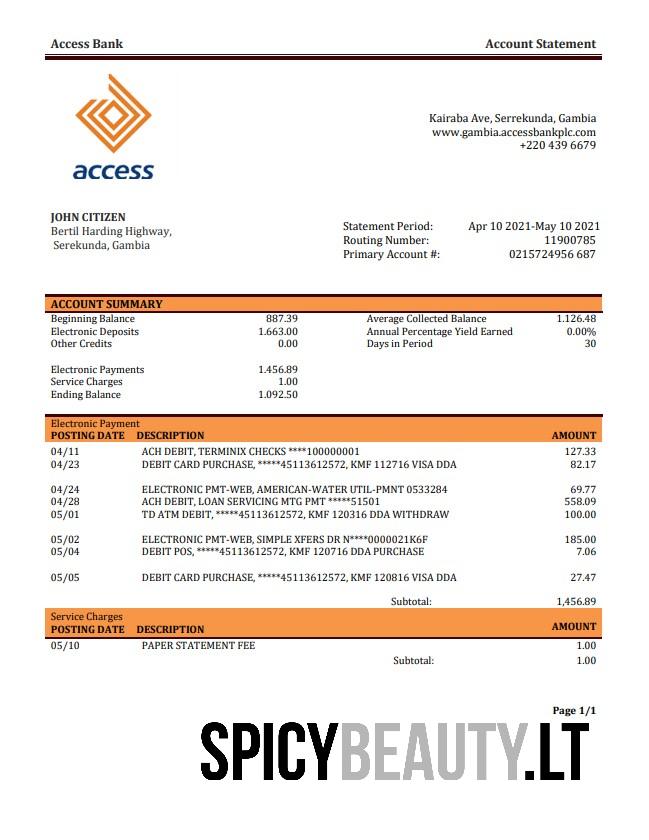 Access Bank Account Statement
access
Kairaba Ave, Serrekunda, Gambia
www.gambia.accessbankplc.com
+220 439 6679
JOHN CITIZEN
Bertil Harding Highway,
Serekunda, Gambia
Statement Period: Apr 10 2021-May 10 2021
Routing Number: 11900785
Primary Account #: 0215724956 687
ACCOUNT SUMMARY
Beginning Balance 887.39 Average Collected Balance 1.126.48
Electronic Deposits 1.663.00 Annual Percentage Yield Earned 0.00%
Other Credits 0.00 Days in Period 30
Electronic Payments 1.456.89
Service Charges 1.00
Ending Balance 1.092.50
Electronic Payment
POSTING DATE DESCRIPTION AMOUNT
04/11 ACH DEBIT, TERMINIX CHECKS ****100000001 127.33
04/23 DEBIT CARD PURCHASE, *****45113612572, KMF 112716 VISA DDA 82.17
04/24 ELECTRONIC PMT-WEB, AMERICAN-WATER UTIL-PMNT 0533284 69.77
04/28 ACH DEBIT, LOAN SERVICING MTG PMT *****51501 558.09
05/01 TD ATM DEBIT, *****45113612572, KMF 120316 DDA WITHDRAW 100.00
05/02 ELECTRONIC PMT-WEB, SIMPLE XFERS DR N****0000021K6F 185.00
05/04 DEBIT POS, *****45113612572, KMF 120716 DDA PURCHASE 7.06
05/05 DEBIT CARD PURCHASE, *****45113612572, KMF 120816 VISA DDA 27.47
Subtotal: 1,456.89
Service Charges
POSTING DATE DESCRIPTION AMOUNT
05/10 PAPER STATEMENT FEE 1.00
Subtotal: 1.00
Page 1/1
SPICYBEAUTY.LT